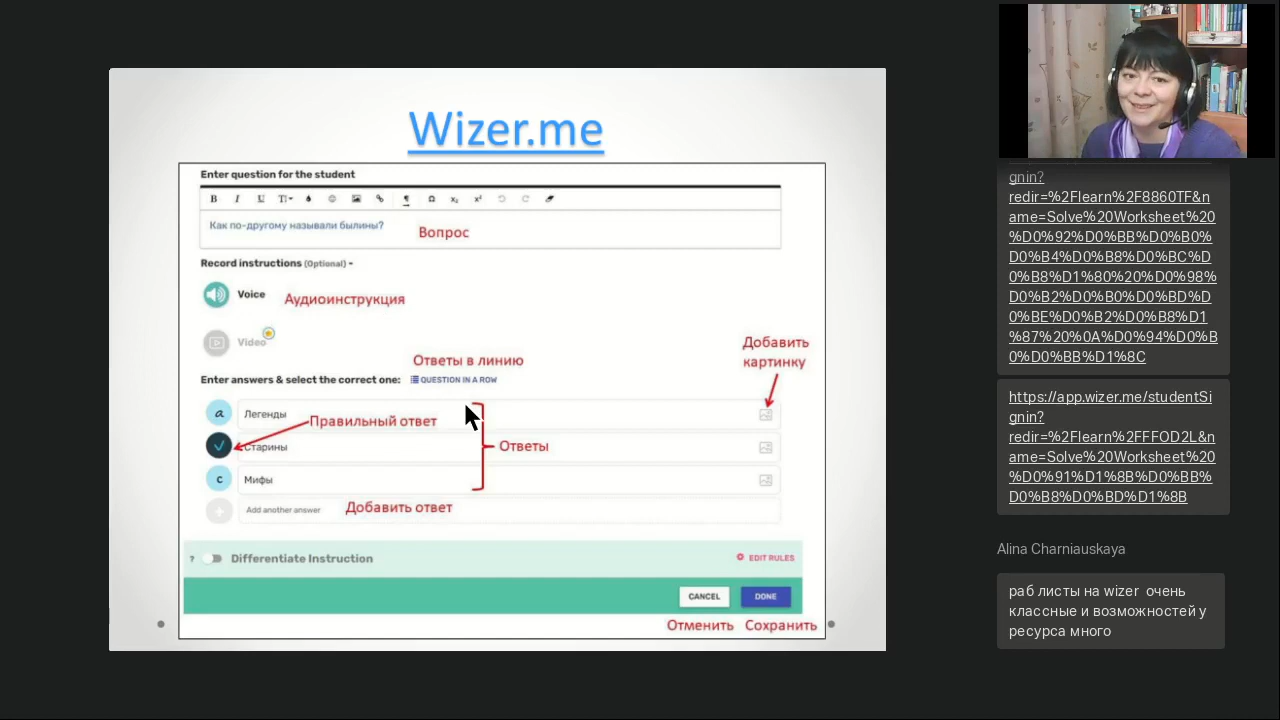 Wizer.me
Enter question for the student
B I U TI Ω x₂ x²
Как по-другому называли былины?
Вопрос
Record instructions (Optional)
Voice
Аудиоинструкция
Video
Добавить
картинку
Ответы в линию
Enter answers & select the correct one:
QUESTION IN A ROW
a Легенды
Правильный ответ
Старины
Ответы
c Мифы
Add another answer
Добавить ответ
? Differentiate Instruction
EDIT RULES
CANCEL
DONE
Отменить
Сохранить
gnin?
redir=%2Flearn%2F8860TF&n
ame=Solve%20Worksheet%20
%D0%92%D0%BB%D0%B0%
D0%B4%D0%B8%D0%BC%D
0%B8%D1%80%20%D0%98%
D0%B2%D0%B0%D0%BD%D
0%BE%D0%B2%D0%B8%D1
%87%20%0A%D0%94%D0%B
0%D0%BB%D1%8C
https://app.wizer.me/studentSi
gnin?
redir=%2Flearn%2FFFOD2L&n
ame=Solve%20Worksheet%20
%D0%91%D1%8B%D0%BB%
D0%B8%D0%BD%D1%8B
Alina Charniauskaya
раб листы на wizer очень
классные и возможностей у
ресурса много